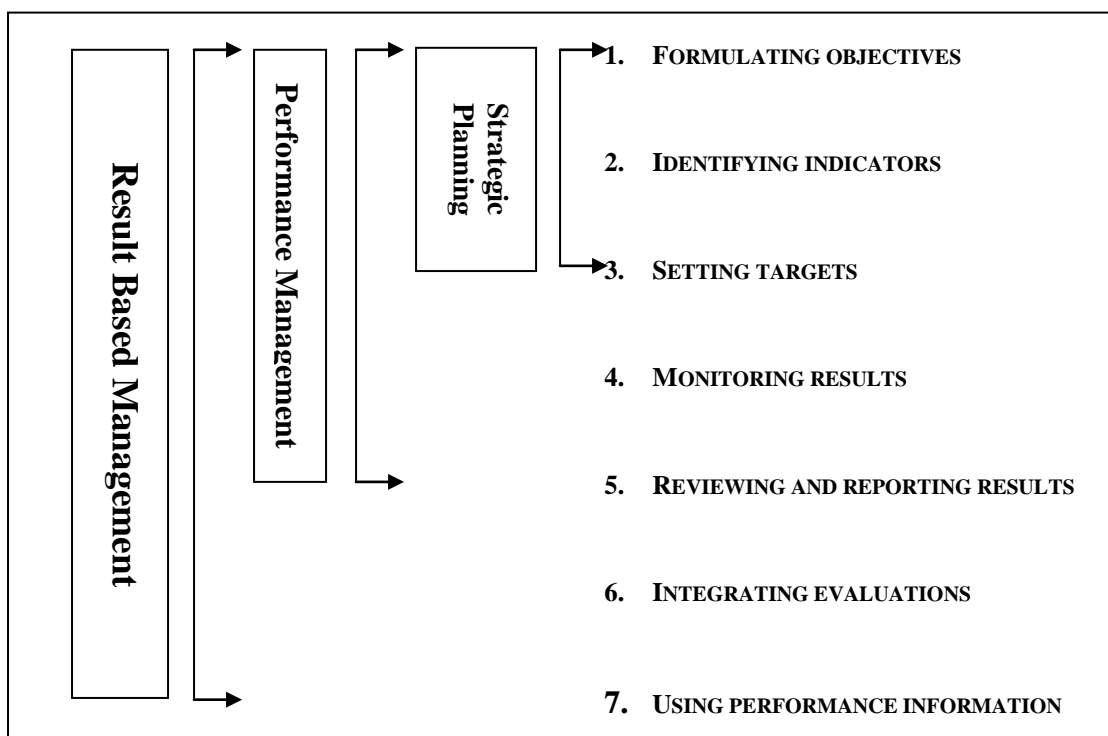 Result Based Management
Performance Management
Strategic
Planning
1. FORMULATING OBJECTIVES
2. IDENTIFYING INDICATORS
3. SETTING TARGETS
4. MONITORING RESULTS
5. REVIEWING AND REPORTING RESULTS
6. INTEGRATING EVALUATIONS
7. USING PERFORMANCE INFORMATION